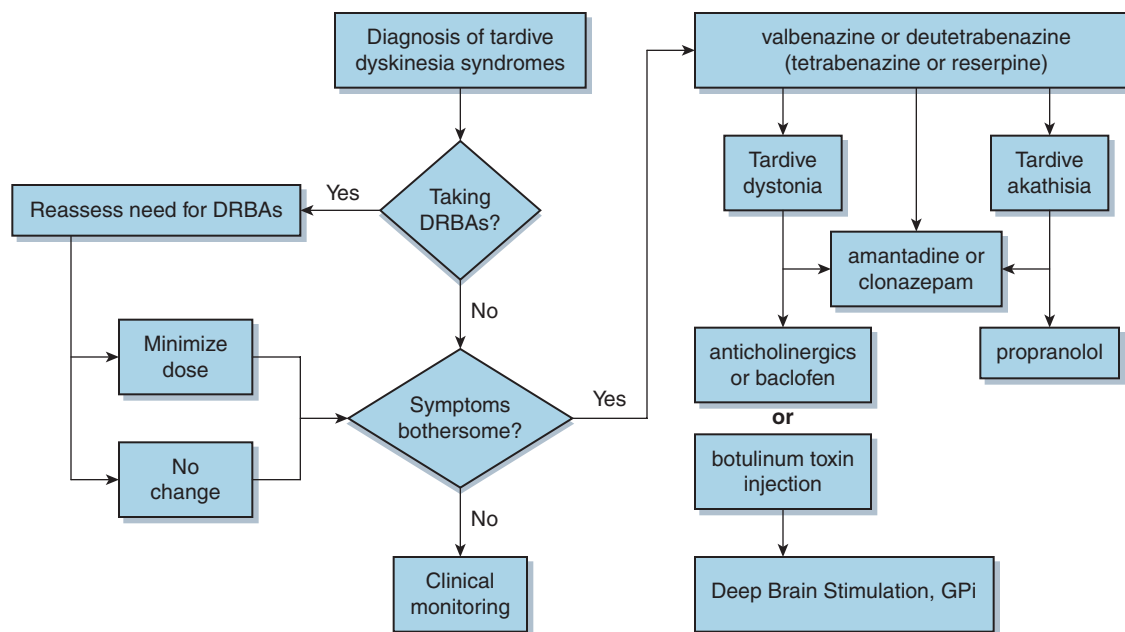 Diagnosis of tardive
dyskinesia syndromes
Taking
DRBAs?
Yes
Reassess need for DRBAs
No
Minimize
dose
No
change
Symptoms
bothersome?
Yes
No
Clinical
monitoring
valbenazine or deutetrabenazine
(tetrabenazine or reserpine)
Tardive
dystonia
Tardive
akathisia
amantadine or
clonazepam
anticholinergics
or baclofen
propranolol
or
botulinum toxin
injection
Deep Brain Stimulation, GPi